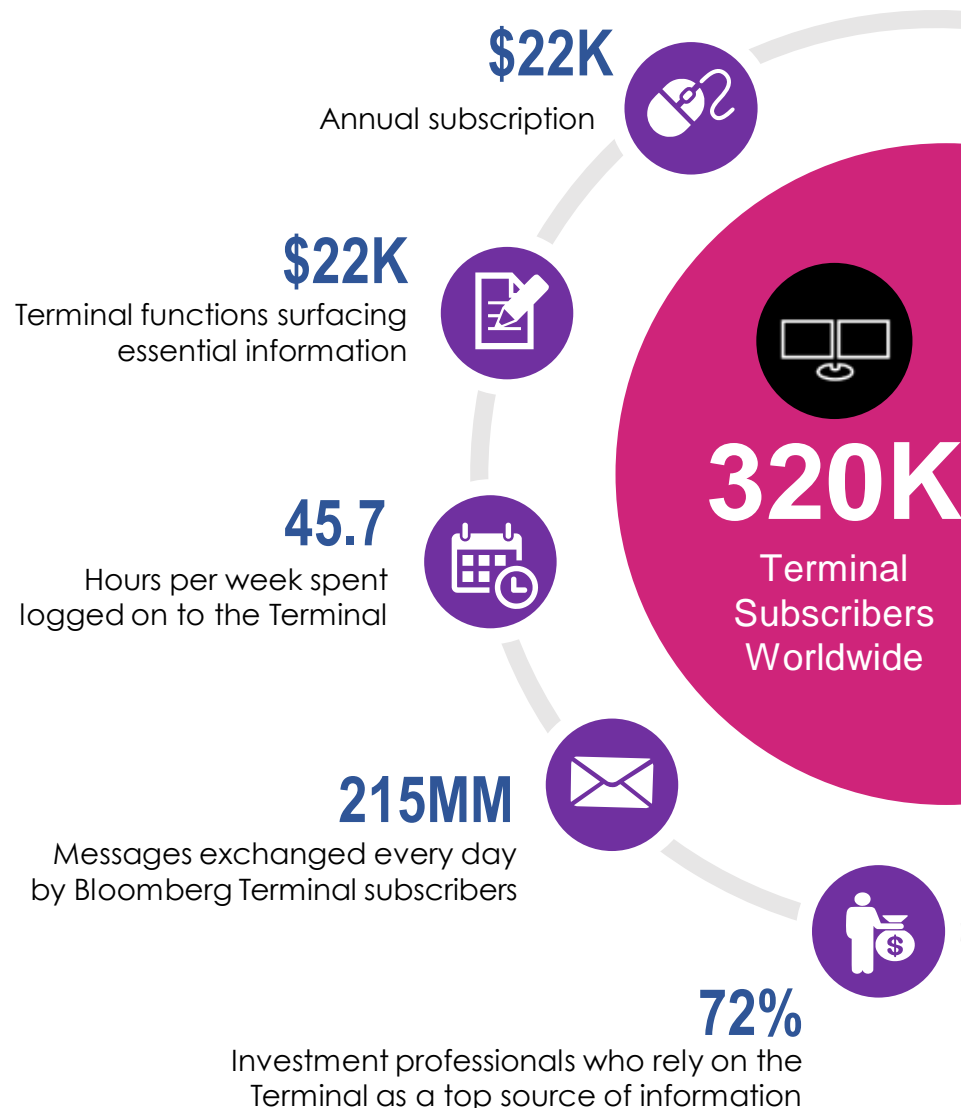 $22K
Annual subscription
$22K
Terminal functions surfacing
essential information
45.7
Hours per week spent
logged on to the Terminal
215MM
Messages exchanged every day
by Bloomberg Terminal subscribers
72%
Investment professionals who rely on the
Terminal as a top source of information
$
320K
Terminal
Subscribers
Worldwide